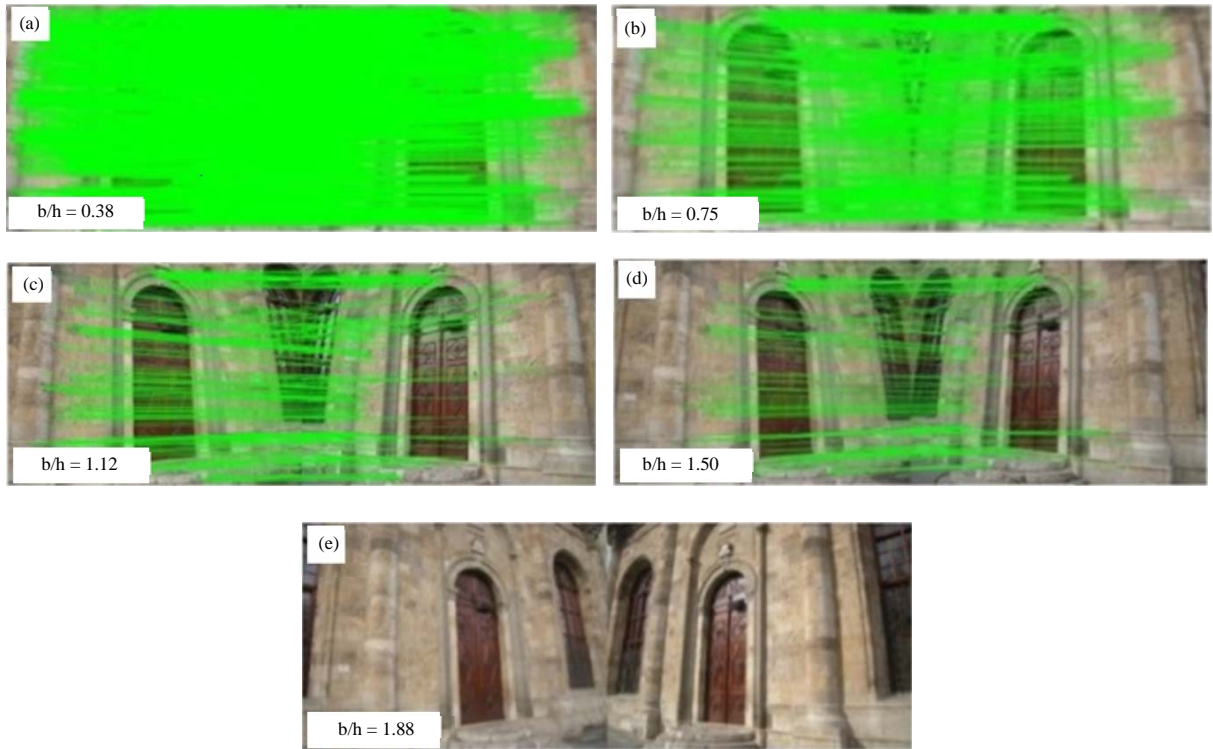 (a)
b/h = 0.38
(b)
b/h = 0.75
(c)
b/h = 1.12
(d)
b/h = 1.50
(e)
b/h = 1.88